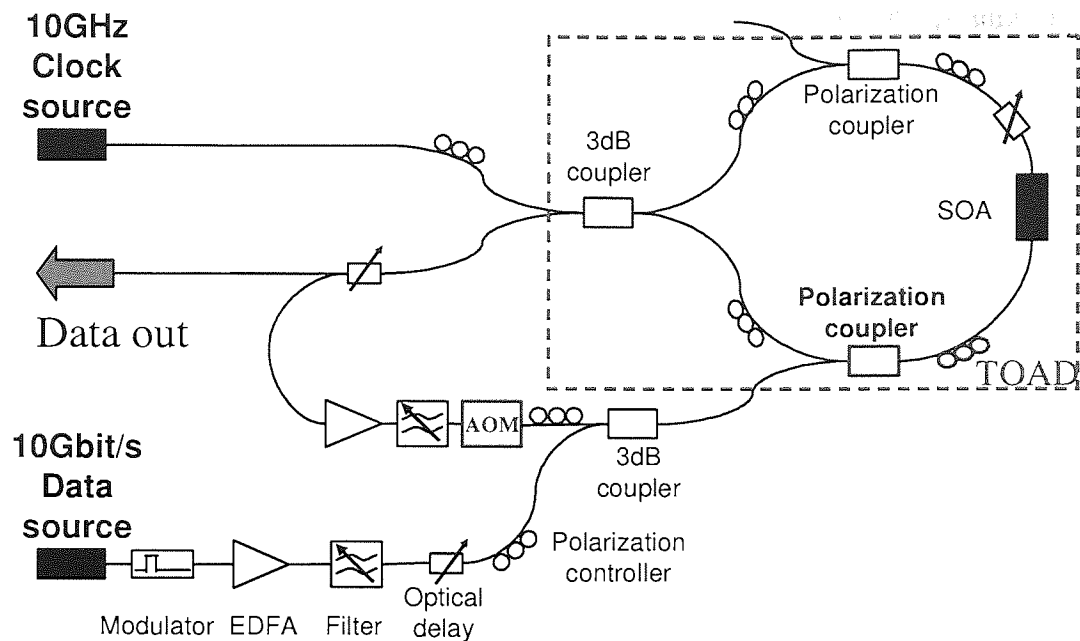 10GHz
Clock
source
3dB
coupler
Polarization
coupler
SOA
Polarization
coupler
TOAD
Data out
AOM
3dB
coupler
10Gbit/s
Data
source
Polarization
controller
Modulator
EDFA
Filter
Optical
delay